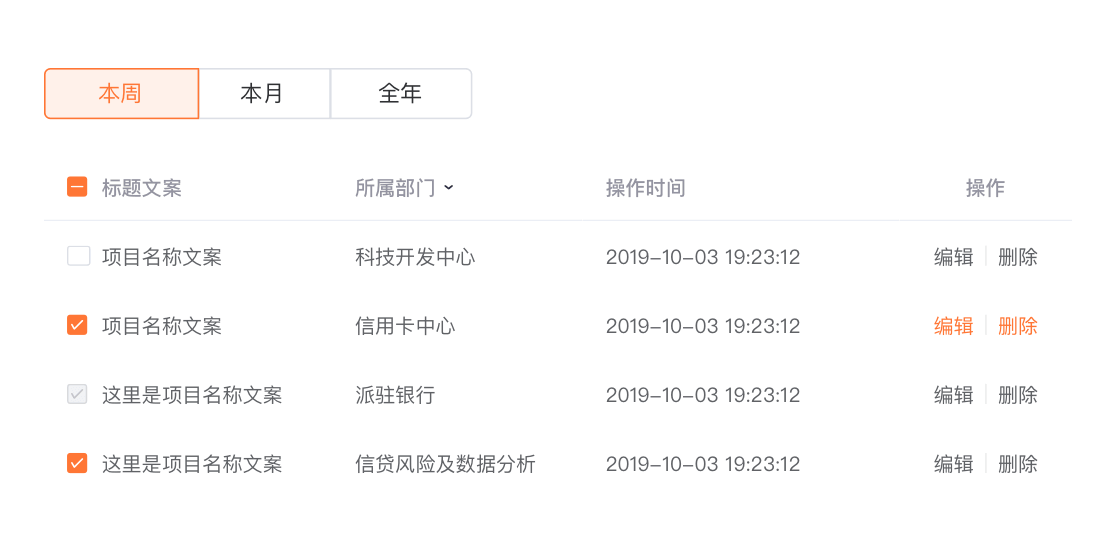 本周 本月 全年
标题文案 所属部门 操作时间 操作
项目名称文案 科技开发中心 2019-10-03 19:23:12 编辑 删除
项目名称文案 信用卡中心 2019-10-03 19:23:12 编辑 删除
这里是项目名称文案 派驻银行 2019-10-03 19:23:12 编辑 删除
这里是项目名称文案 信贷风险及数据分析 2019-10-03 19:23:12 编辑 删除